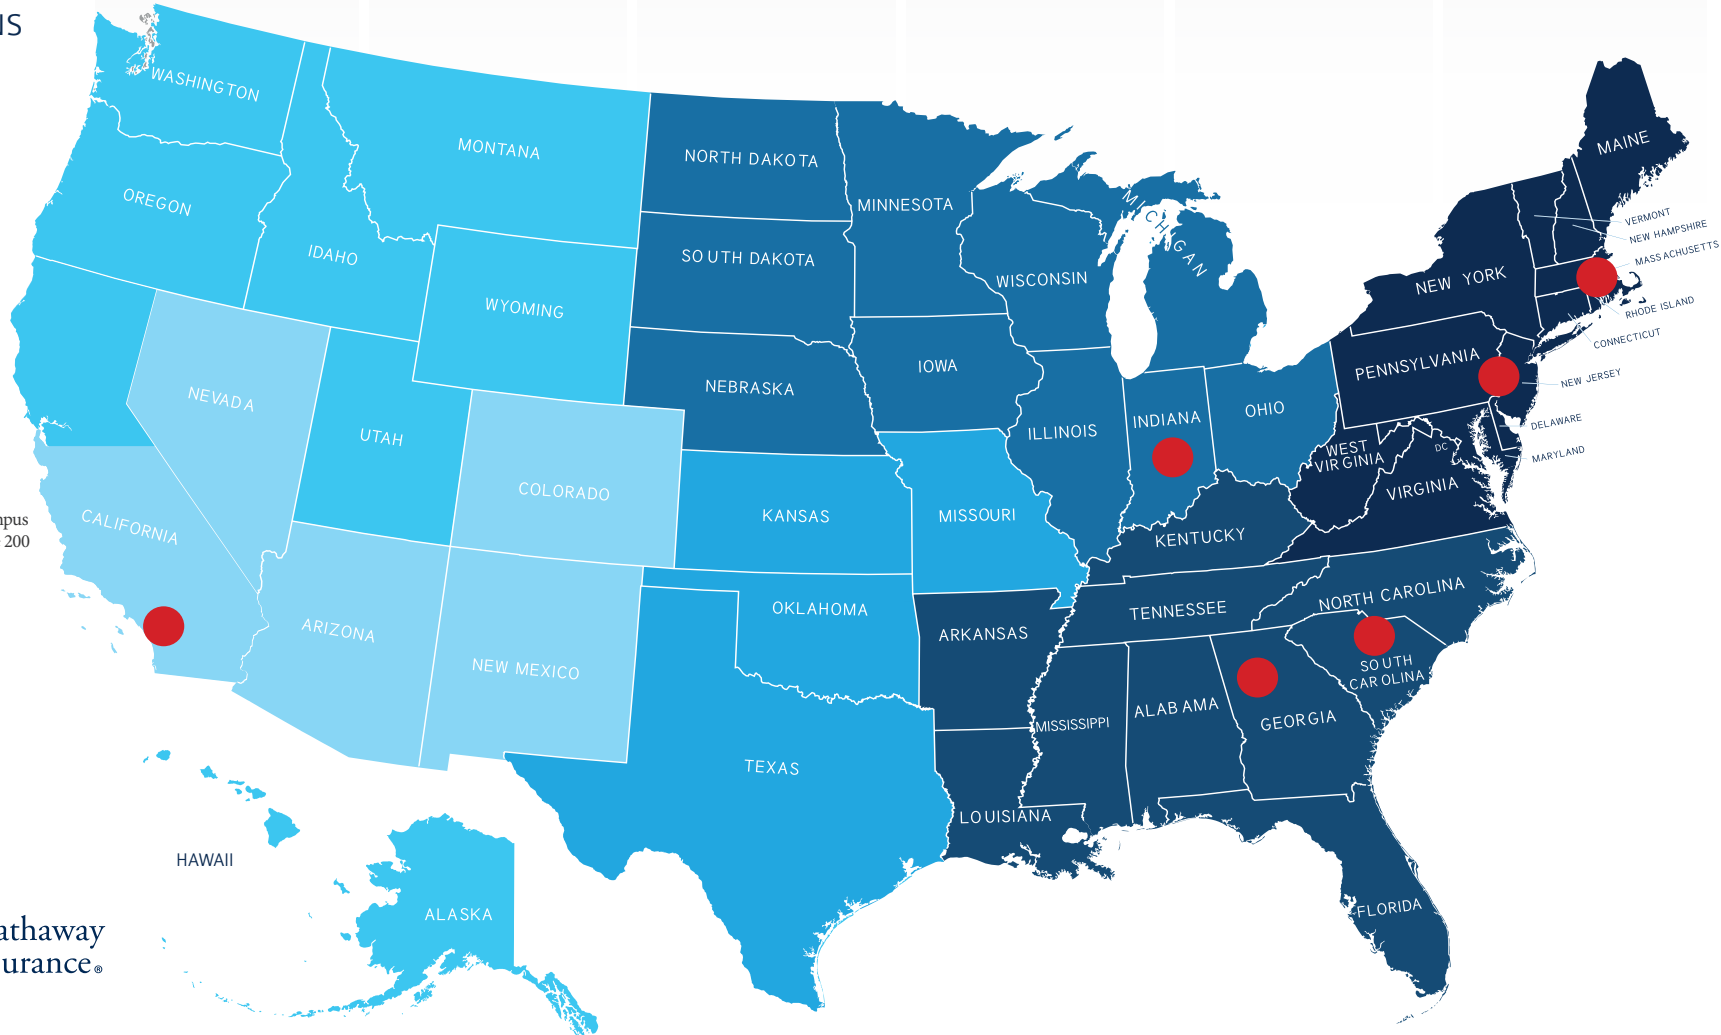 NS
WASHINGTON
MONTANA
NORTH DAKOTA
MINNESOTA
MICHIGAN
MAINE
OREGON
IDAHO
SOUTH DAKOTA
WISCONSIN
NEW YORK
VERMONT
NEW HAMPSHIRE
MASSACHUSETTS
RHODE ISLAND
CONNECTICUT
WYOMING
NEBRASKA
IOWA
PENNSYLVANIA
NEW JERSEY
NEVADA
UTAH
COLORADO
ILLINOIS
INDIANA
OHIO
WEST
VIRGINIA
DC
DELAWARE
MARYLAND
VIRGINIA
CALIFORNIA
KANSAS
MISSOURI
KENTUCKY
mpus
200
ARIZONA
NEW MEXICO
OKLAHOMA
ARKANSAS
TENNESSEE
NORTH CAROLINA
SOUTH
CAROLINA
TEXAS
MISSISSIPPI
ALABAMA
GEORGIA
LOUISIANA
HAWAII
ALASKA
FLORIDA
athaway
urance®